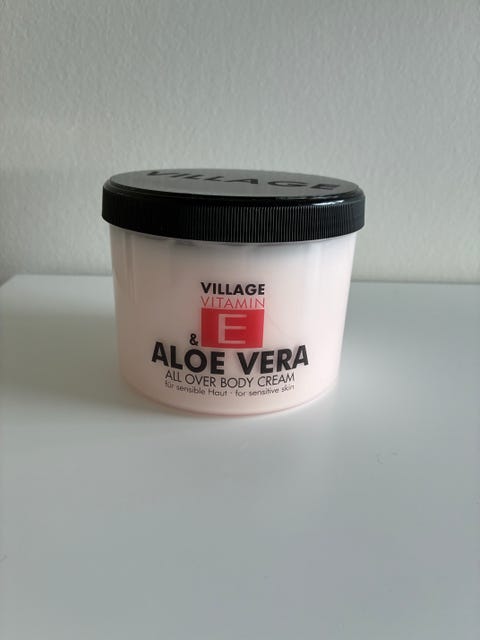 VILLAGE
VILLAGE
VITAMIN
E
&
ALOE VERA
ALL OVER BODY CREAM
für sensible Haut · for sensitive skin